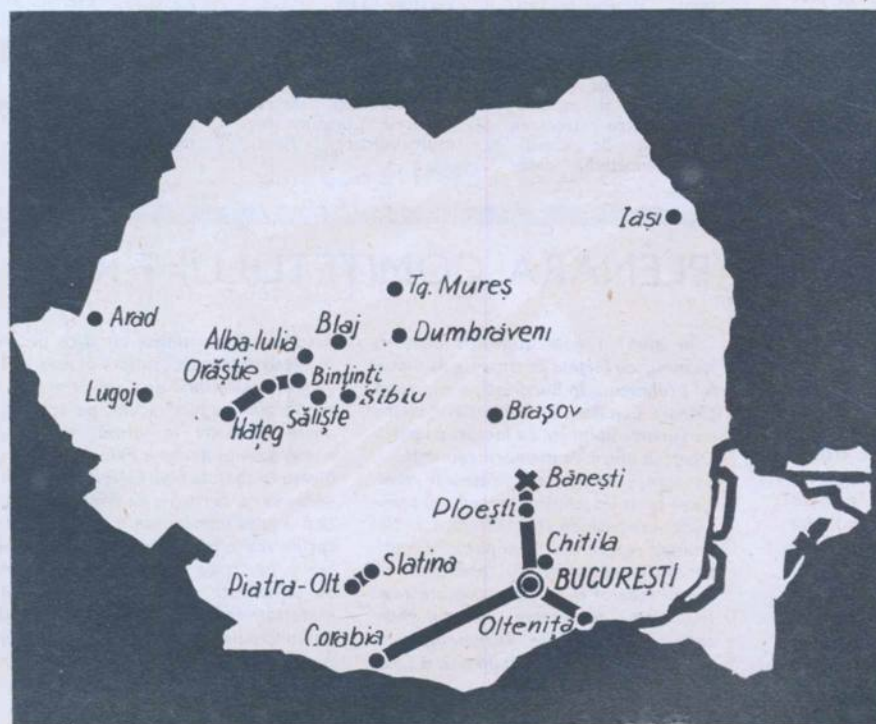 Iași
Tg. Mureș
Arad
Blaj
Dumbrăveni
Alba-Iulia
Orăștie
Binținți
Lugoj
Sibiu
Săliște
Hațeg
Brașov
Bănești
Ploești
Chitila
Slatina
Piatra-Olt
BUCUREȘTI
Oltenița
Corabia